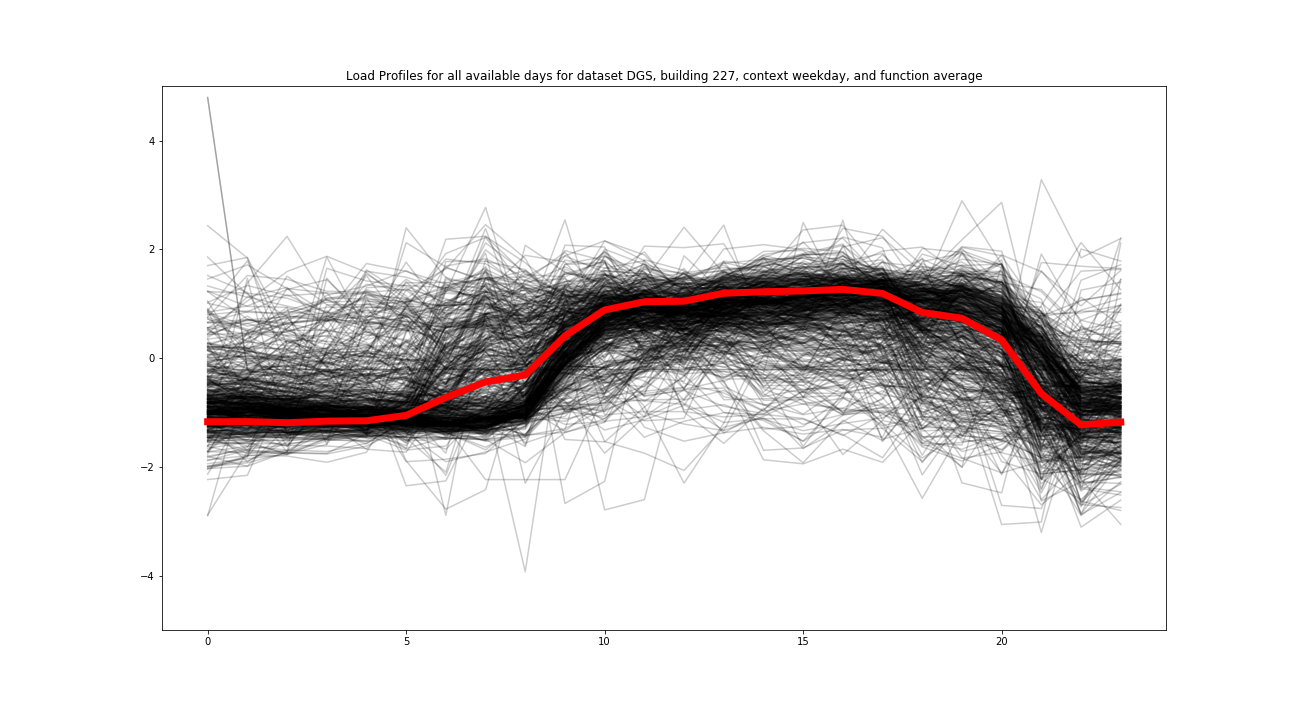 Load Profiles for all available days for dataset DGS, building 227, context weekday, and function average
4
2
0
−2
−4
0 5 10 15 20